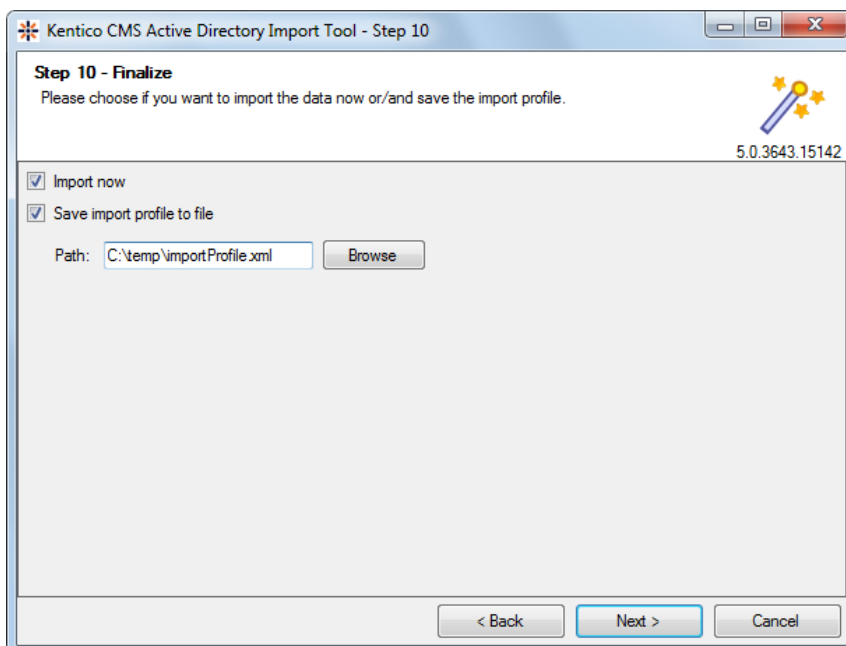 Kentico CMS Active Directory Import Tool - Step 10
Step 10 - Finalize
Please choose if you want to import the data now or/and save the import profile.
5.0.3643.15142
Import now
Save import profile to file
Path: C:\temp\importProfile.xml Browse
< Back Next > Cancel